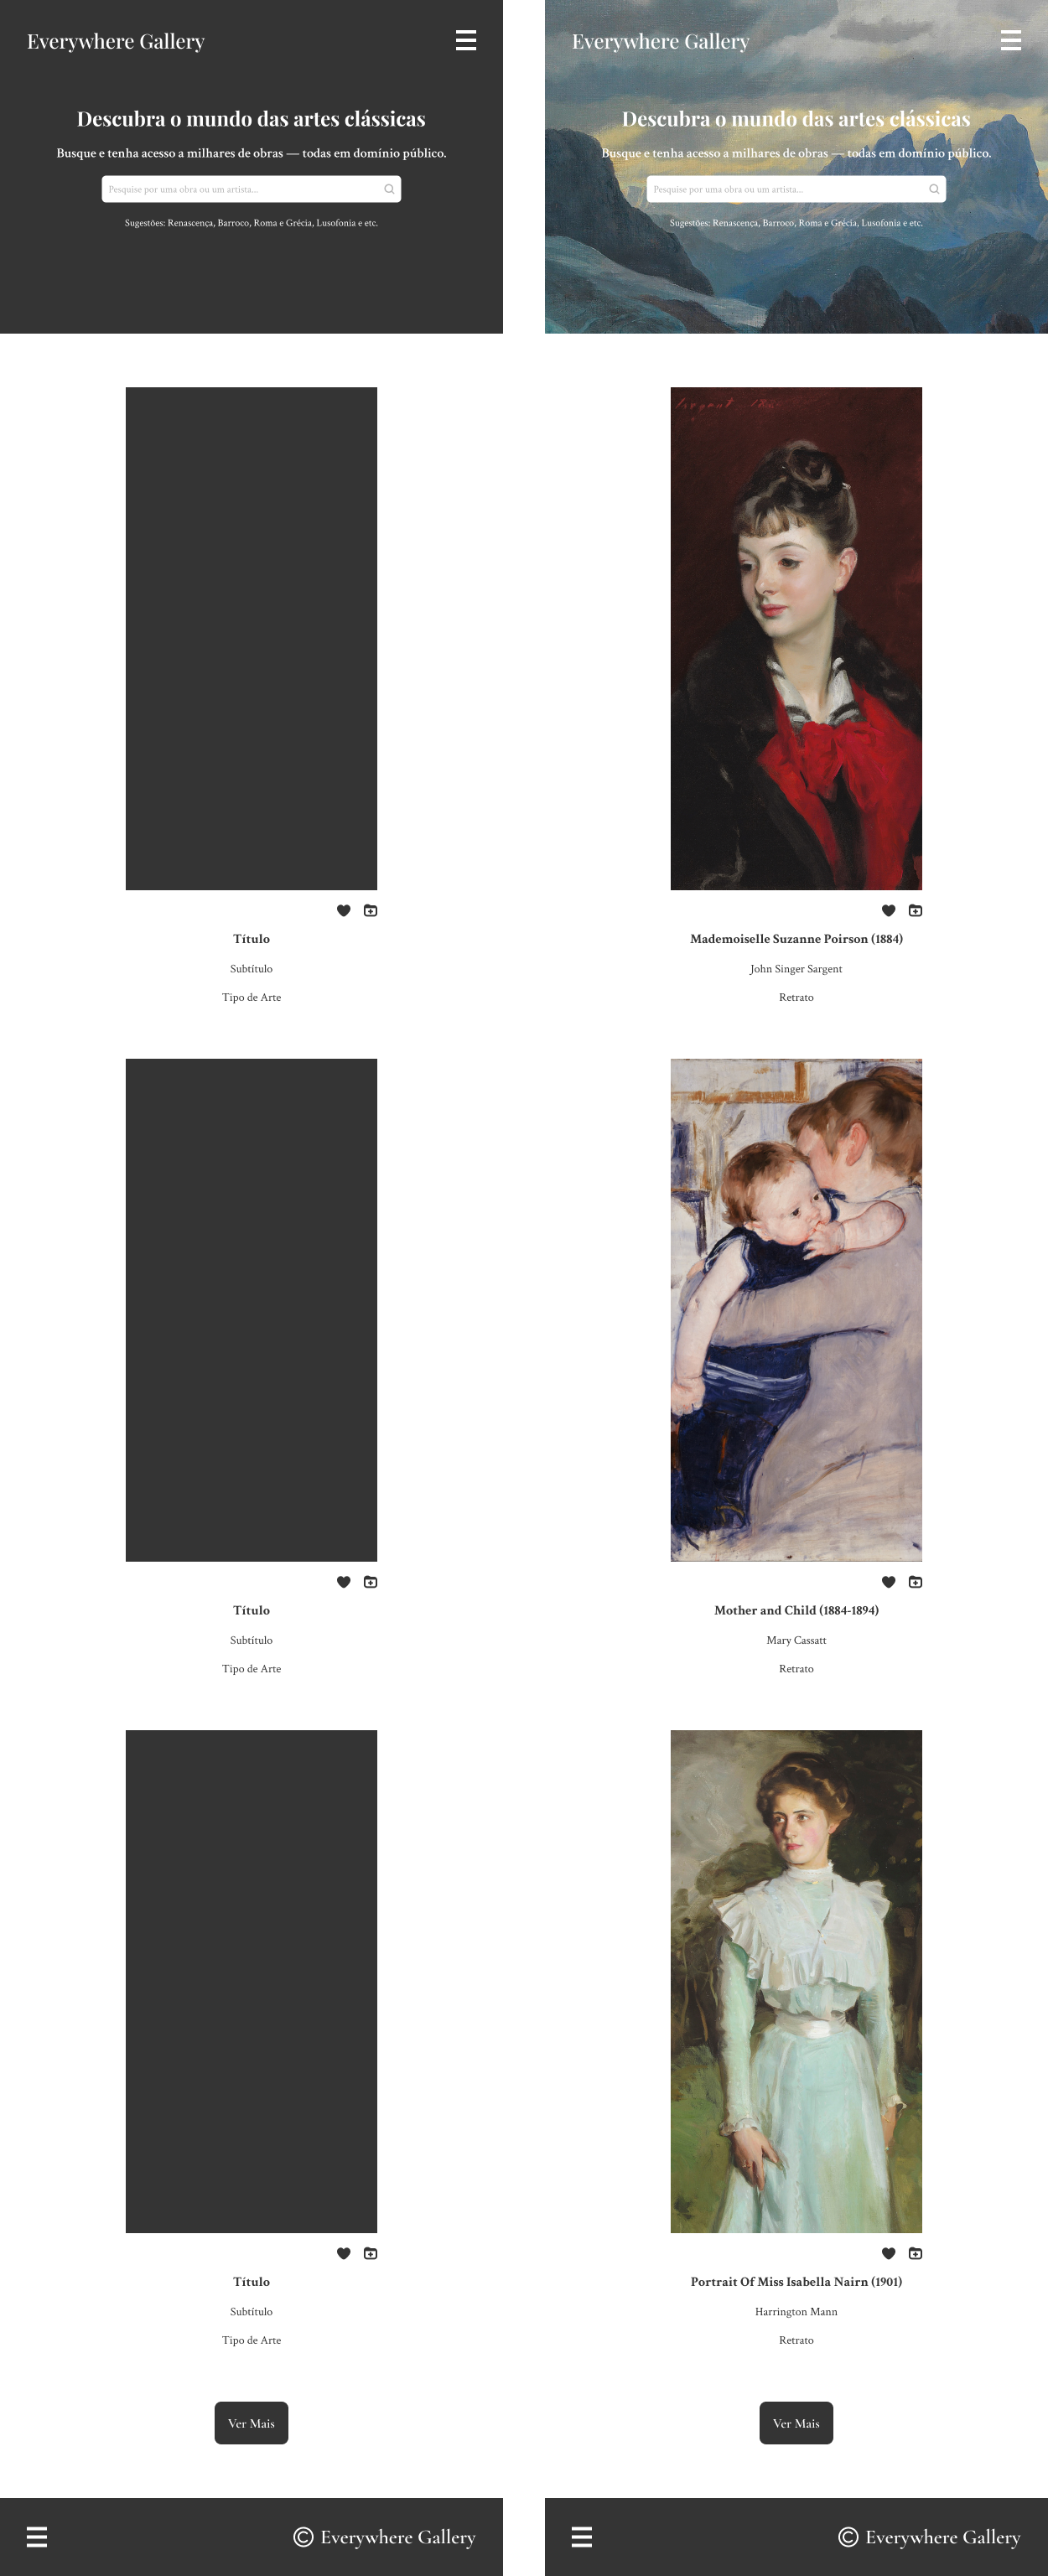 Everywhere Gallery
Descubra o mundo das artes clássicas
Busque e tenha acesso a milhares de obras — todas em domínio público.
Pesquise por uma obra ou um artista...
Sugestões: Renascença, Barroco, Roma e Grécia, Lusofonia e etc.
Título
Subtítulo
Tipo de Arte
Título
Subtítulo
Tipo de Arte
Título
Subtítulo
Tipo de Arte
Ver Mais
© Everywhere Gallery
Everywhere Gallery
Descubra o mundo das artes clássicas
Busque e tenha acesso a milhares de obras — todas em domínio público.
Pesquise por uma obra ou um artista...
Sugestões: Renascença, Barroco, Roma e Grécia, Lusofonia e etc.
Mademoiselle Suzanne Poirson (1884)
John Singer Sargent
Retrato
Mother and Child (1884-1894)
Mary Cassatt
Retrato
Portrait Of Miss Isabella Nairn (1901)
Harrington Mann
Retrato
Ver Mais
© Everywhere Gallery